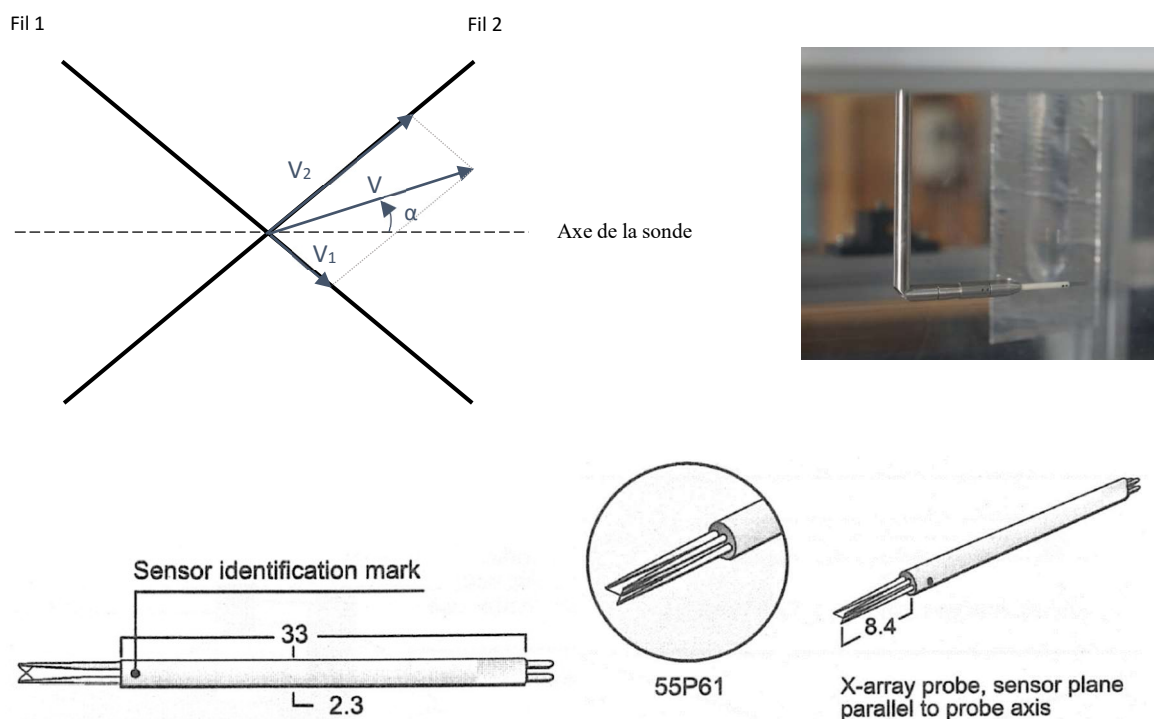 Fil 1
Fil 2
V₂
V
α
V₁
Axe de la sonde
Sensor identification mark
33
2.3
55P61
8.4
X-array probe, sensor plane
parallel to probe axis